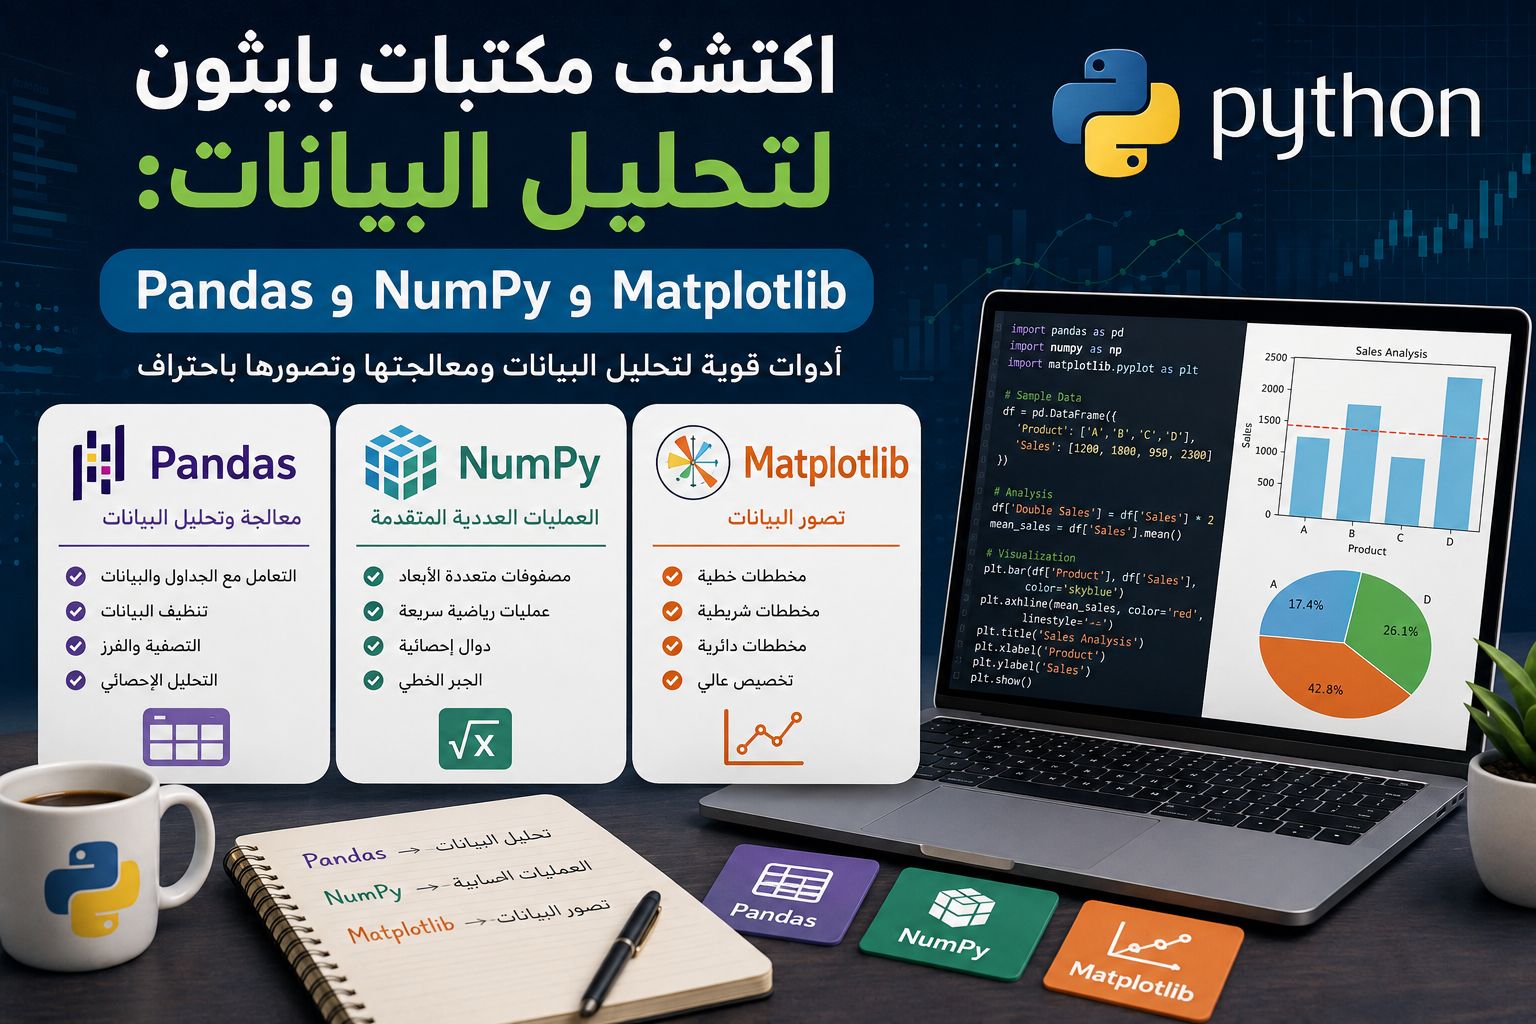 اكتشف مكتبات بايثون
لتحليل البيانات:
Pandas و NumPy و Matplotlib
أدوات قوية لتحليل البيانات ومعالجتها وتصورها باحتراف
python
Pandas
معالجة وتحليل البيانات
التعامل مع الجداول والبيانات
تنظيف البيانات
التصفية والفرز
التحليل الإحصائي
NumPy
العمليات العددية المتقدمة
مصفوفات متعددة الأبعاد
عمليات رياضية سريعة
دوال إحصائية
الجبر الخطي
√x
Matplotlib
تصور البيانات
مخططات خطية
مخططات شريطية
مخططات دائرية
تخصيص عالي
import pandas as pd
import numpy as np
import matplotlib.pyplot as plt
# Sample Data
df = pd.DataFrame({
'Product': ['A','B','C','D'],
'Sales': [1200, 1800, 950, 2300]
})
# Analysis
df['Double Sales'] = df['Sales'] * 2
mean_sales = df['Sales'].mean()
# Visualization
plt.bar(df['Product'], df['Sales'],
color='skyblue')
plt.axhline(mean_sales, color='red',
linestyle='--')
plt.title('Sales Analysis')
plt.xlabel('Product')
plt.ylabel('Sales')
plt.show()
Sales Analysis
2500
2000
1500
1000
500
0
Sales
A B C D
Product
A
17.4%
D
26.1%
42.8%
Pandas → تحليل البيانات
NumPy → العمليات الحسابية
Matplotlib → تصور البيانات
Pandas
NumPy
Matplotlib